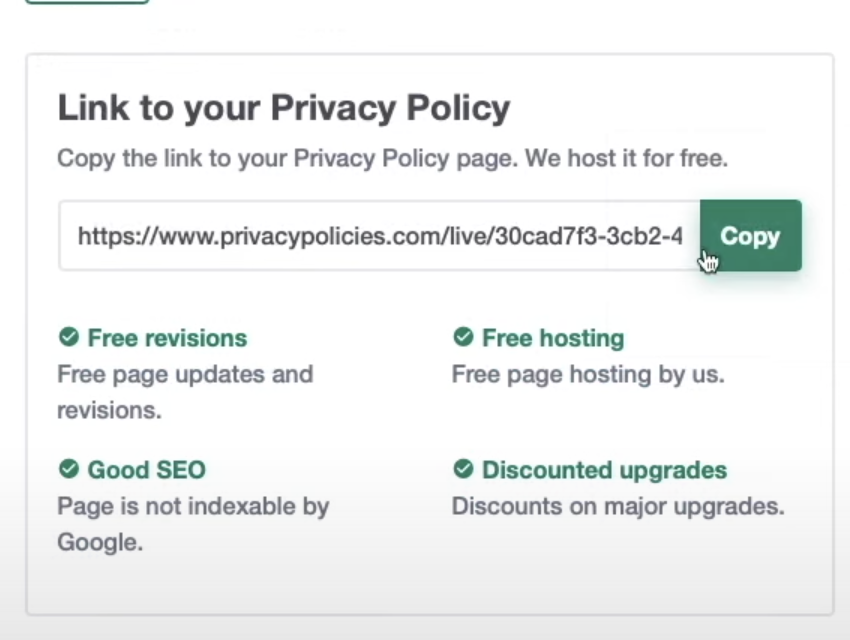 Link to your Privacy Policy
Copy the link to your Privacy Policy page. We host it for free.
https://www.privacypolicies.com/live/30cad7f3-3cb2-4
Copy
Free revisions
Free page updates and
revisions.
Free hosting
Free page hosting by us.
Good SEO
Page is not indexable by
Google.
Discounted upgrades
Discounts on major upgrades.